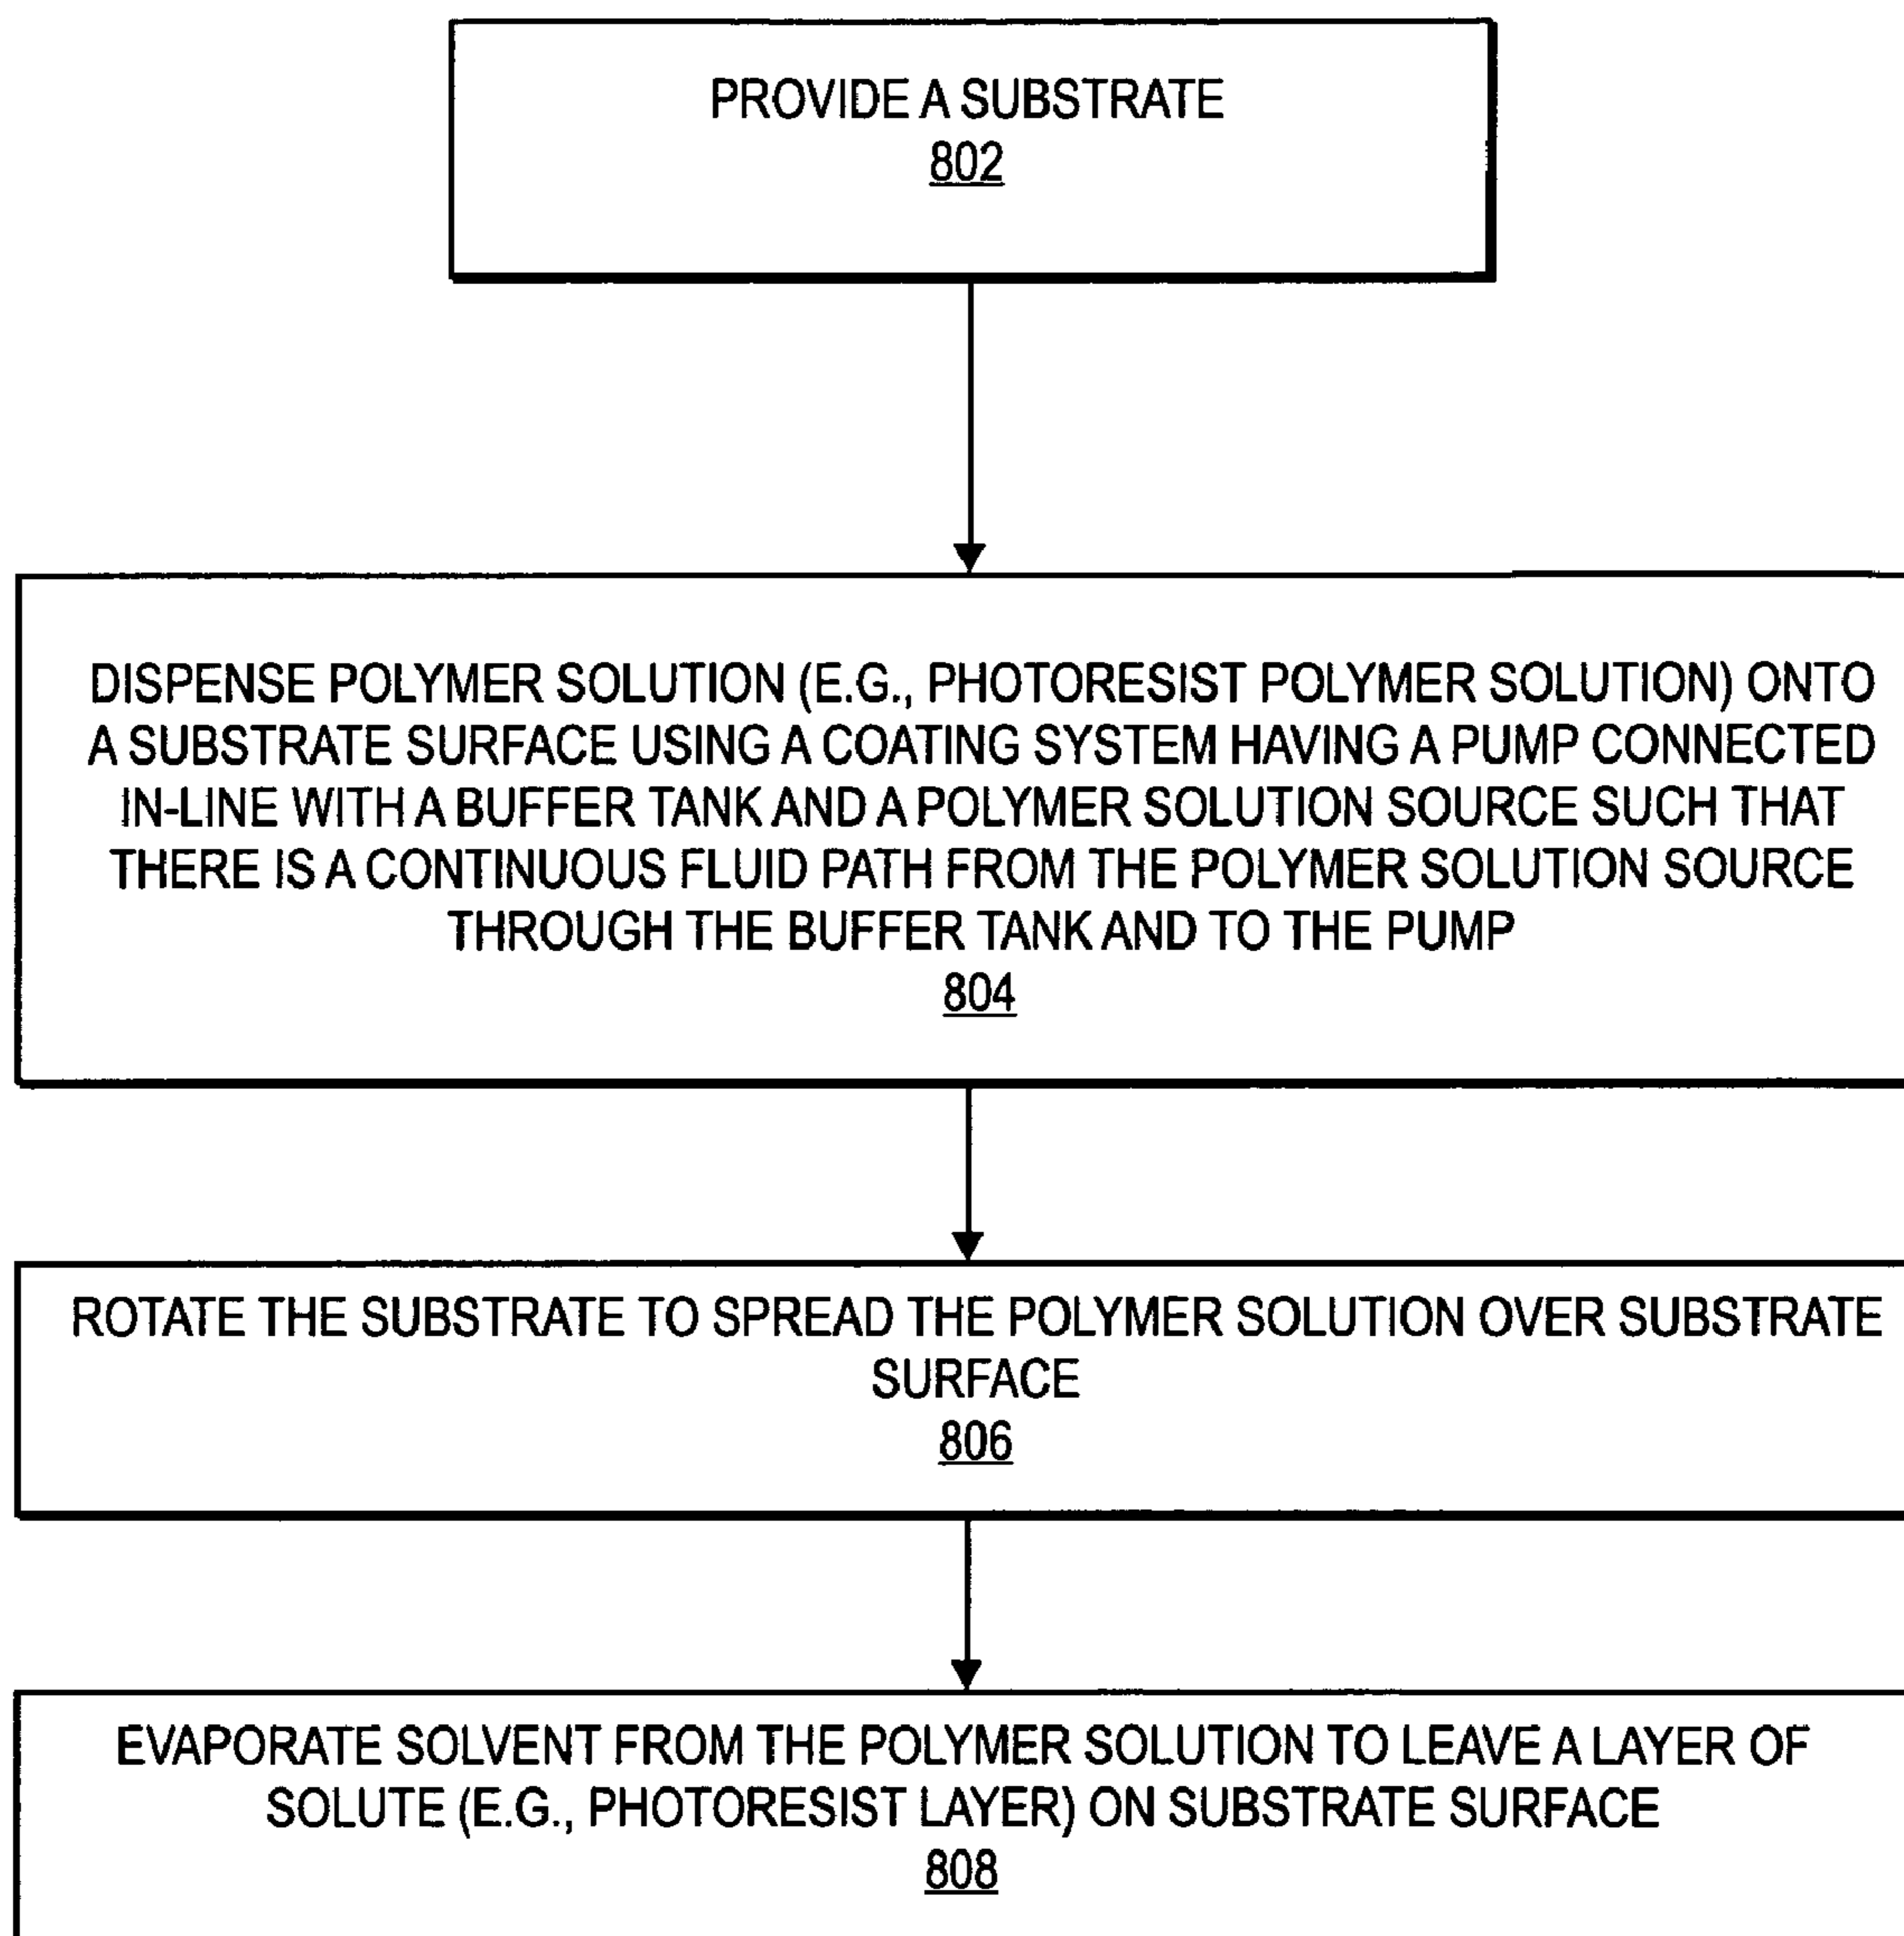 PROVIDE A SUBSTRATE
802
DISPENSE POLYMER SOLUTION (E.G., PHOTORESIST POLYMER SOLUTION) ONTO
A SUBSTRATE SURFACE USING A COATING SYSTEM HAVING A PUMP CONNECTED
IN-LINE WITH A BUFFER TANK AND A POLYMER SOLUTION SOURCE SUCH THAT
THERE IS A CONTINUOUS FLUID PATH FROM THE POLYMER SOLUTION SOURCE
THROUGH THE BUFFER TANK AND TO THE PUMP
804
ROTATE THE SUBSTRATE TO SPREAD THE POLYMER SOLUTION OVER SUBSTRATE
SURFACE
806
EVAPORATE SOLVENT FROM THE POLYMER SOLUTION TO LEAVE A LAYER OF
SOLUTE (E.G., PHOTORESIST LAYER) ON SUBSTRATE SURFACE
808